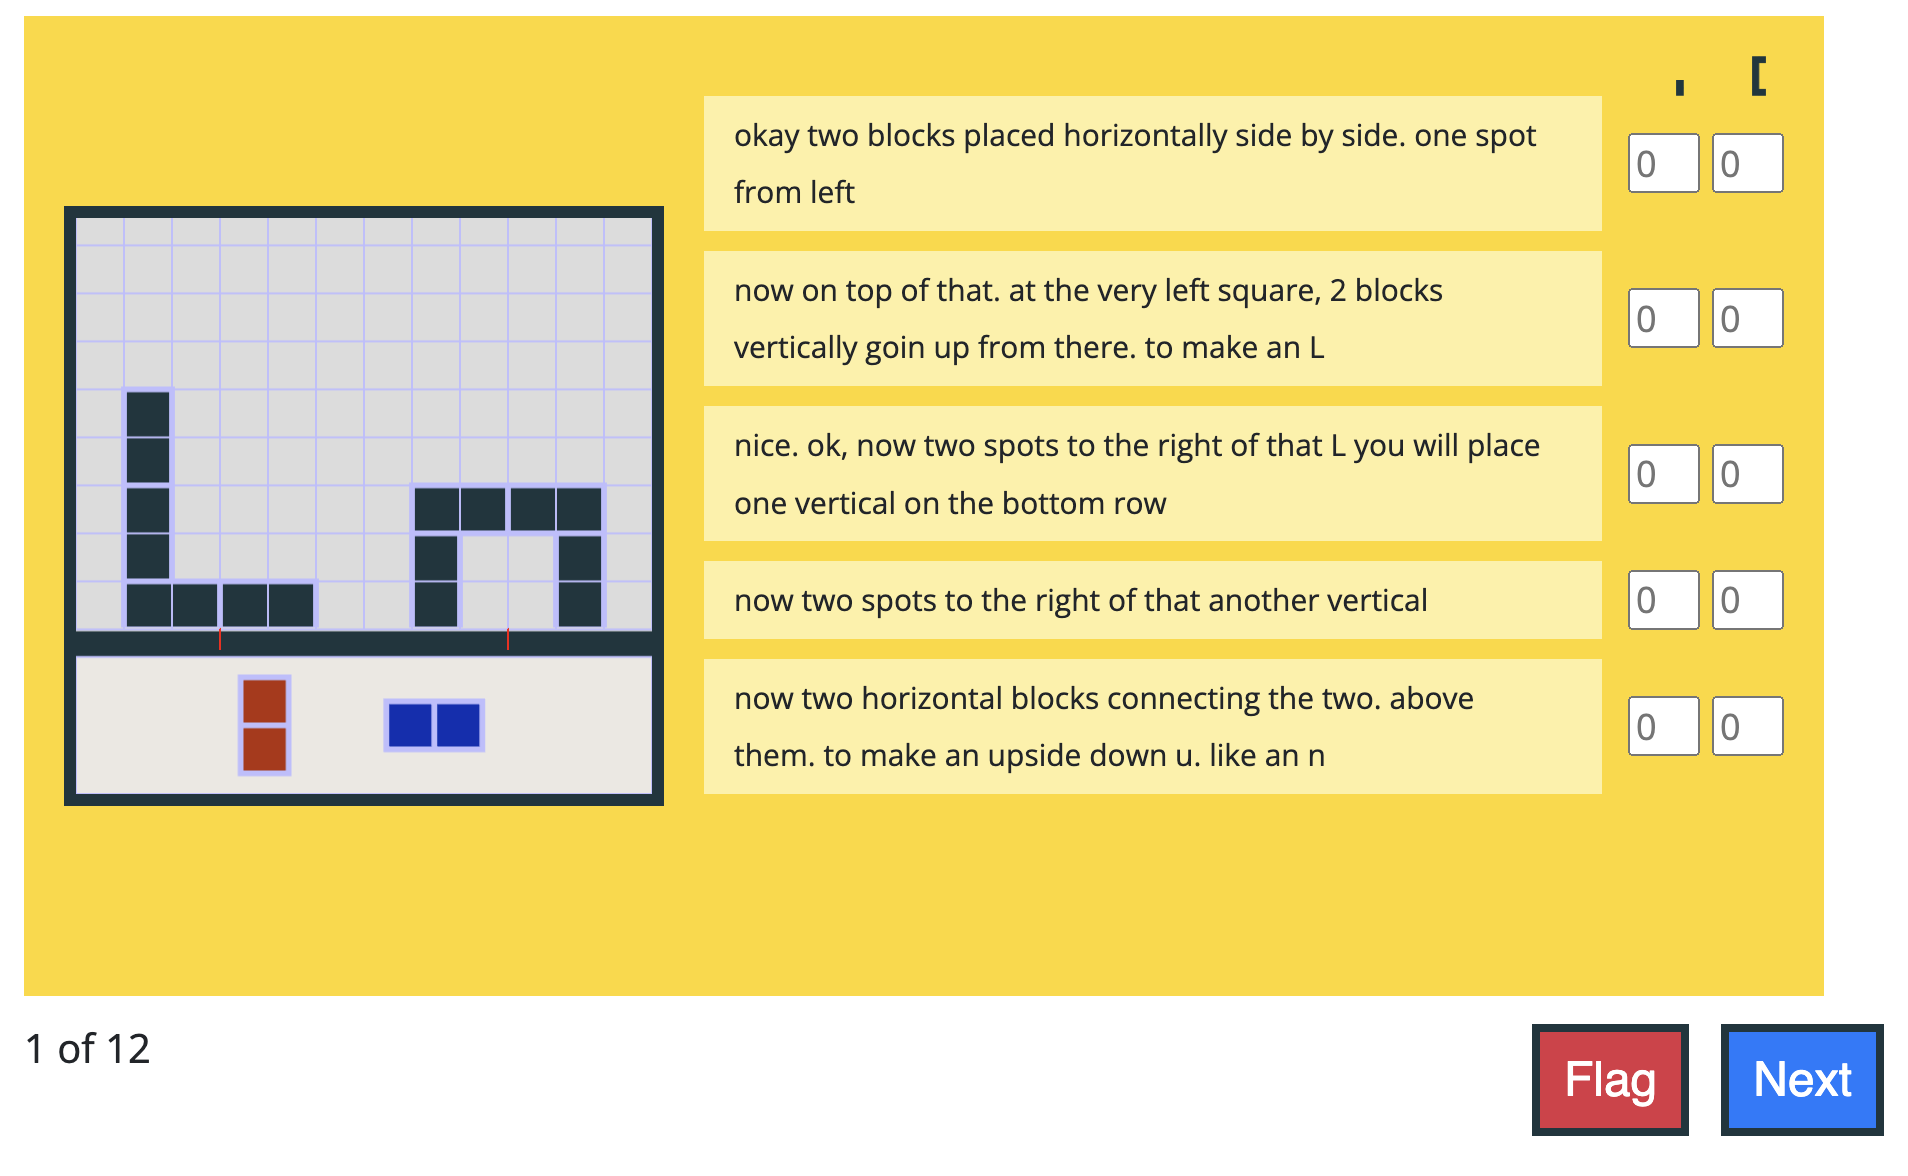 okay two blocks placed horizontally side by side. one spot
from left
0 0
now on top of that. at the very left square, 2 blocks
vertically goin up from there. to make an L
0 0
nice. ok, now two spots to the right of that L you will place
one vertical on the bottom row
0 0
now two spots to the right of that another vertical
0 0
now two horizontal blocks connecting the two. above
them. to make an upside down u. like an n
0 0
1 of 12
Flag
Next